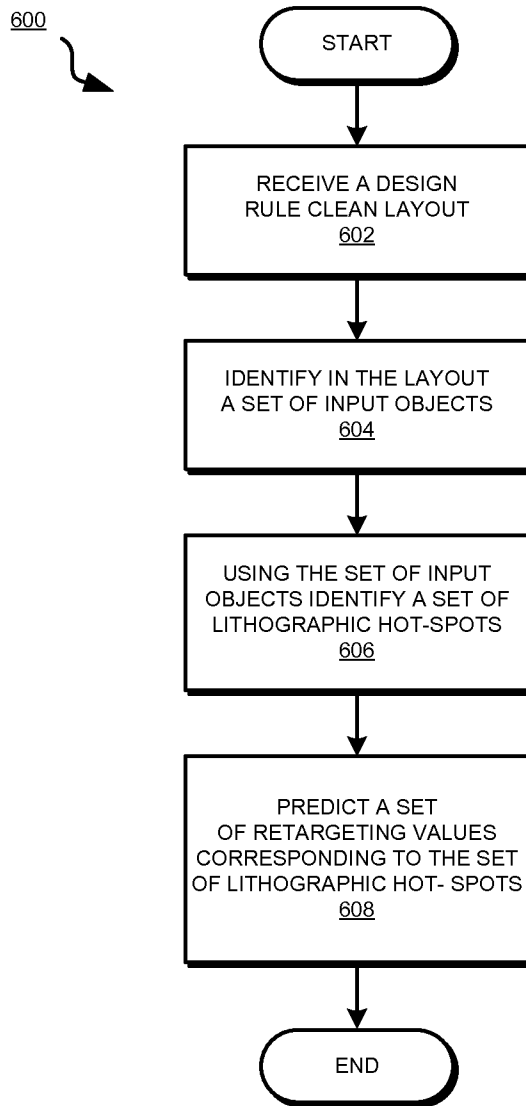 600
START
RECEIVE A DESIGN
RULE CLEAN LAYOUT
602
IDENTIFY IN THE LAYOUT
A SET OF INPUT OBJECTS
604
USING THE SET OF INPUT
OBJECTS IDENTIFY A SET OF
LITHOGRAPHIC HOT-SPOTS
606
PREDICT A SET
OF RETARGETING VALUES
CORRESPONDING TO THE SET
OF LITHOGRAPHIC HOT- SPOTS
608
END